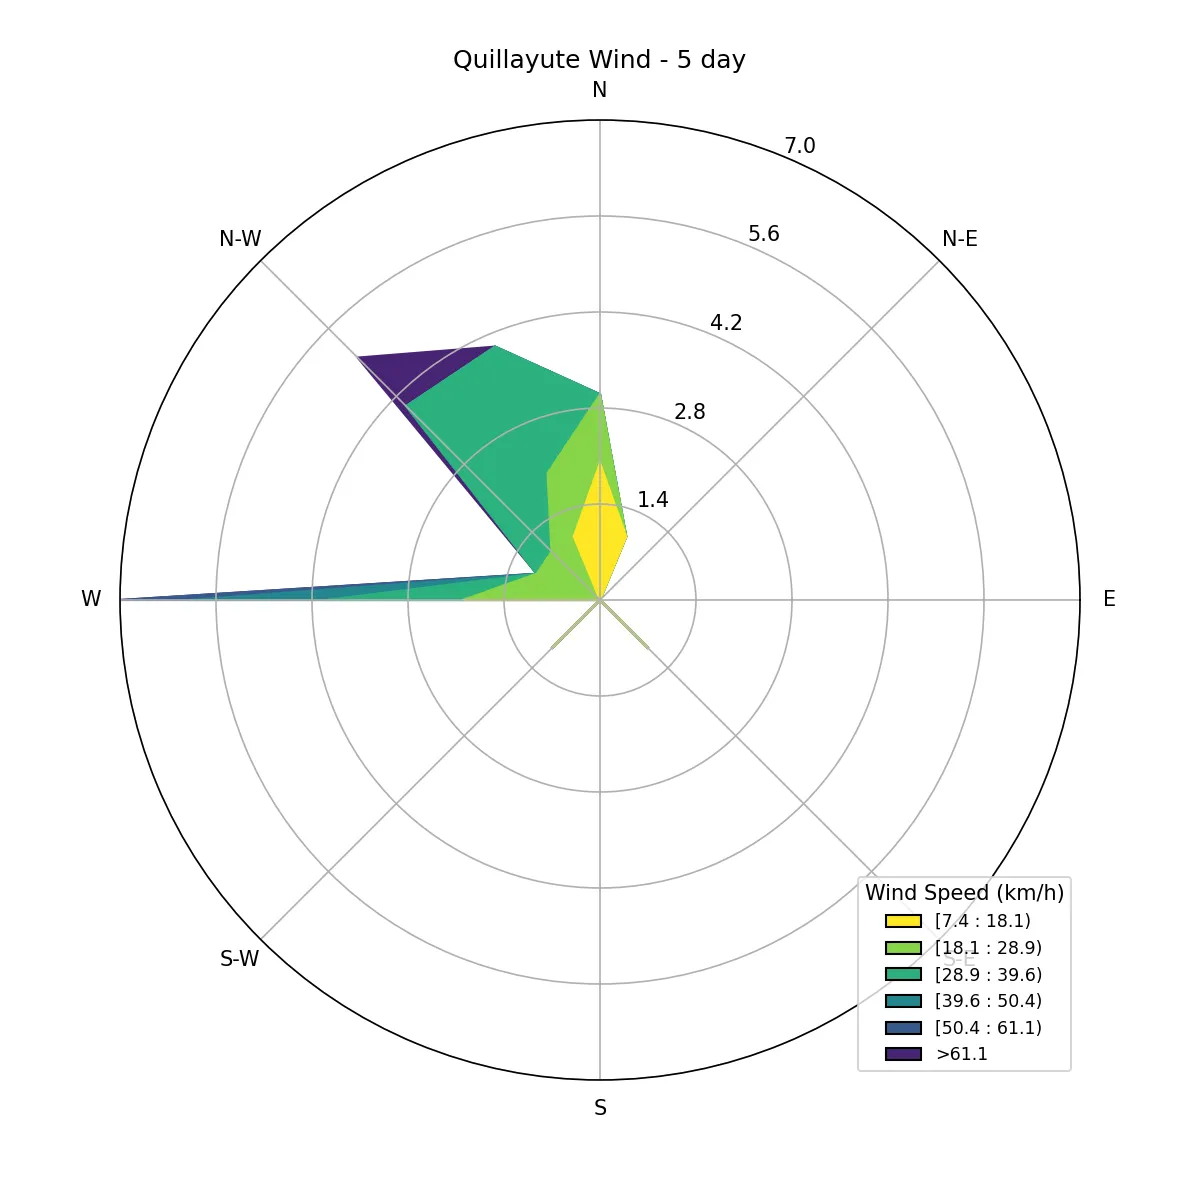 Quillayute Wind - 5 day
N
7.0
N-W
5.6
N-E
4.2
2.8
1.4
W
E
S-W
S-E
S
Wind Speed (km/h)
[7.4 : 18.1)
[18.1 : 28.9)
[28.9 : 39.6)
[39.6 : 50.4)
[50.4 : 61.1)
>61.1